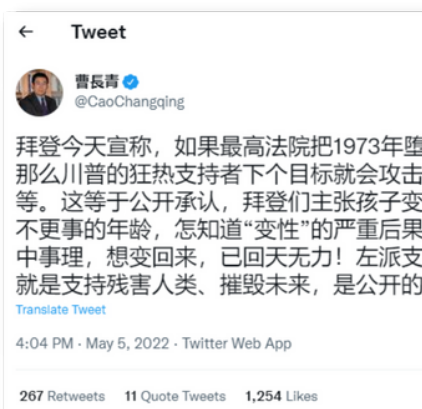 Tweet
曹長青
@CaoChangqing
拜登今天宣称，如果最高法院把1973年堕
那么川普的狂热支持者下个目标就会攻击
等。这等于公开承认，拜登们主张孩子变
不更事的年龄，怎知道“变性”的严重后果
中事理，想变回来，已回天无力！左派支
就是支持残害人类、摧毁未来，是公开的
Translate Tweet
4:04 PM · May 5, 2022 · Twitter Web App
267 Retweets 11 Quote Tweets 1,254 Likes